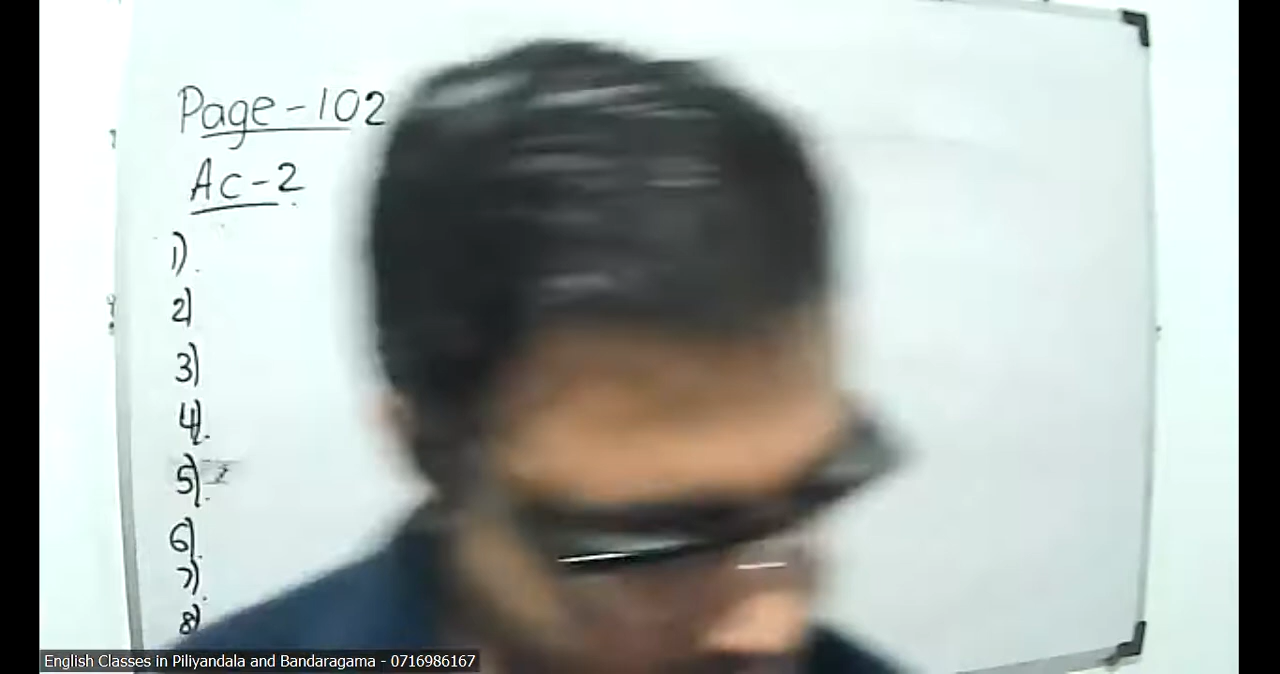 Page-102
Ac-2
1)
2)
3)
4)
5)
6)
7)
8)
English Classes in Piliyandala and Bandaragama - 0716986167